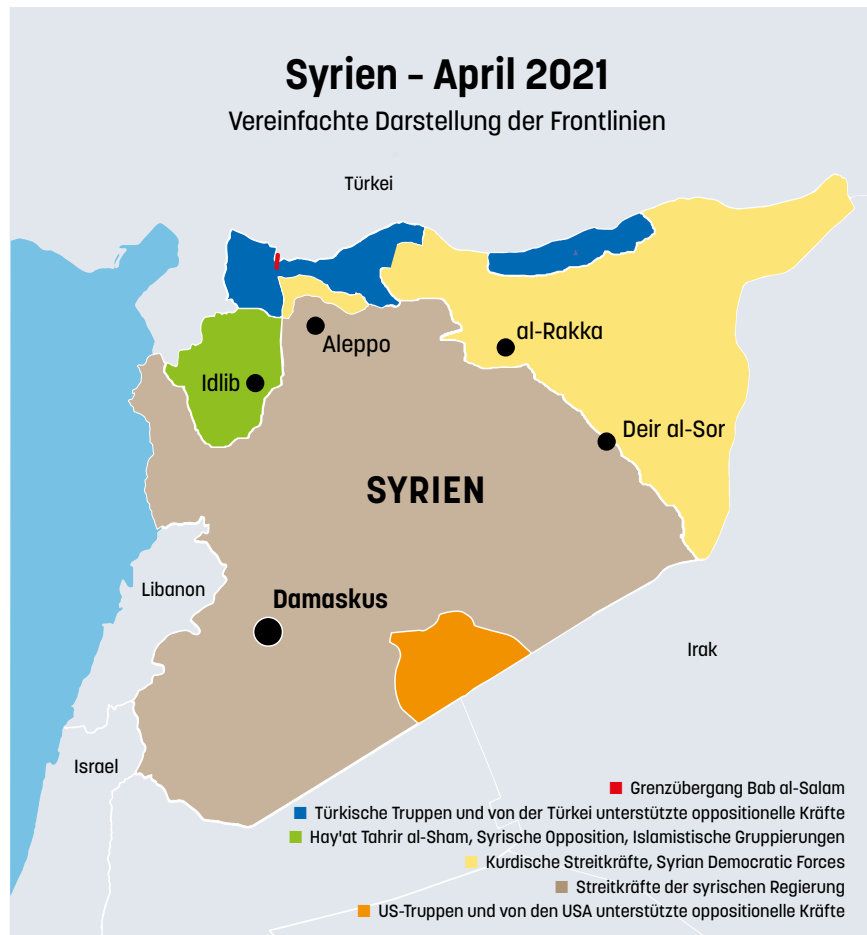 Syrien – April 2021
Vereinfachte Darstellung der Frontlinien
Türkei
al-Rakka
Aleppo
Idlib
Deir al-Sor
SYRIEN
Libanon
Damaskus
Irak
Israel
Grenzübergang Bab al-Salam
Türkische Truppen und von der Türkei unterstützte oppositionelle Kräfte
Hay'at Tahrir al-Sham, Syrische Opposition, Islamistische Gruppierungen
Kurdische Streitkräfte, Syrian Democratic Forces
Streitkräfte der syrischen Regierung
US-Truppen und von den USA unterstützte oppositionelle Kräfte